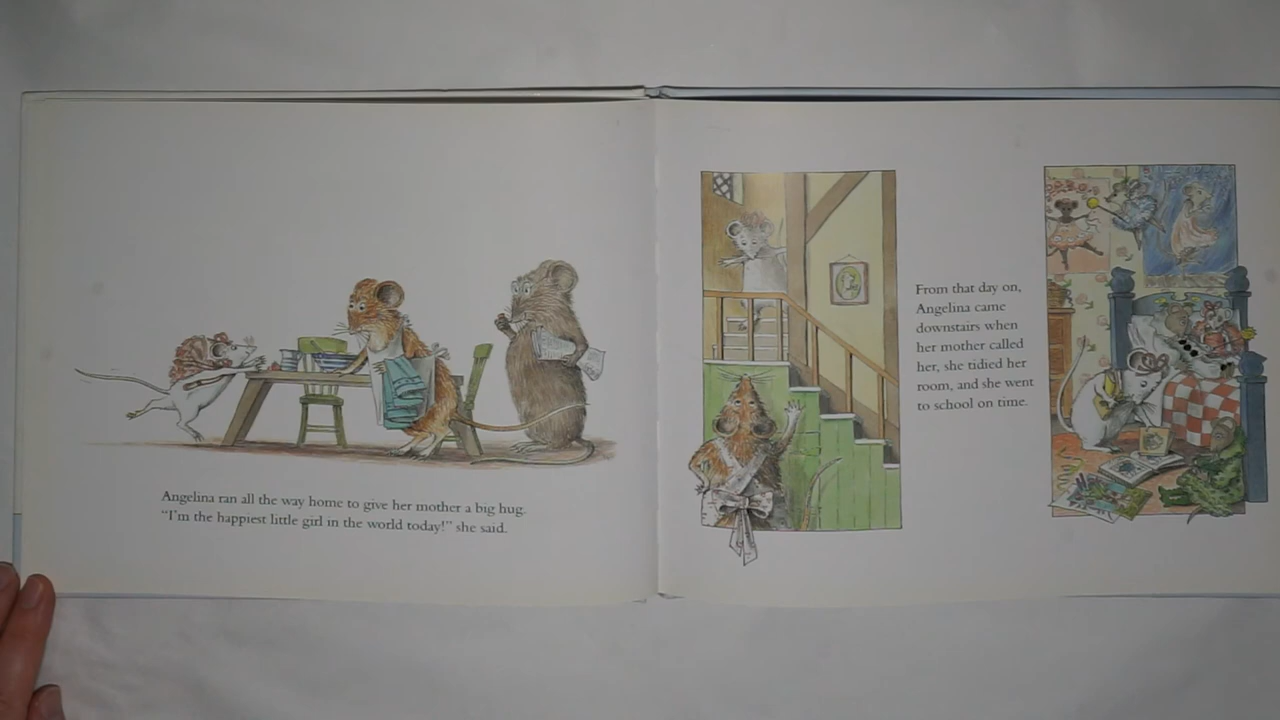 Angelina ran all the way home to give her mother a big hug.
“I’m the happiest little girl in the world today!” she said.
From that day on,
Angelina came
downstairs when
her mother called
her, she tidied her
room, and she went
to school on time.